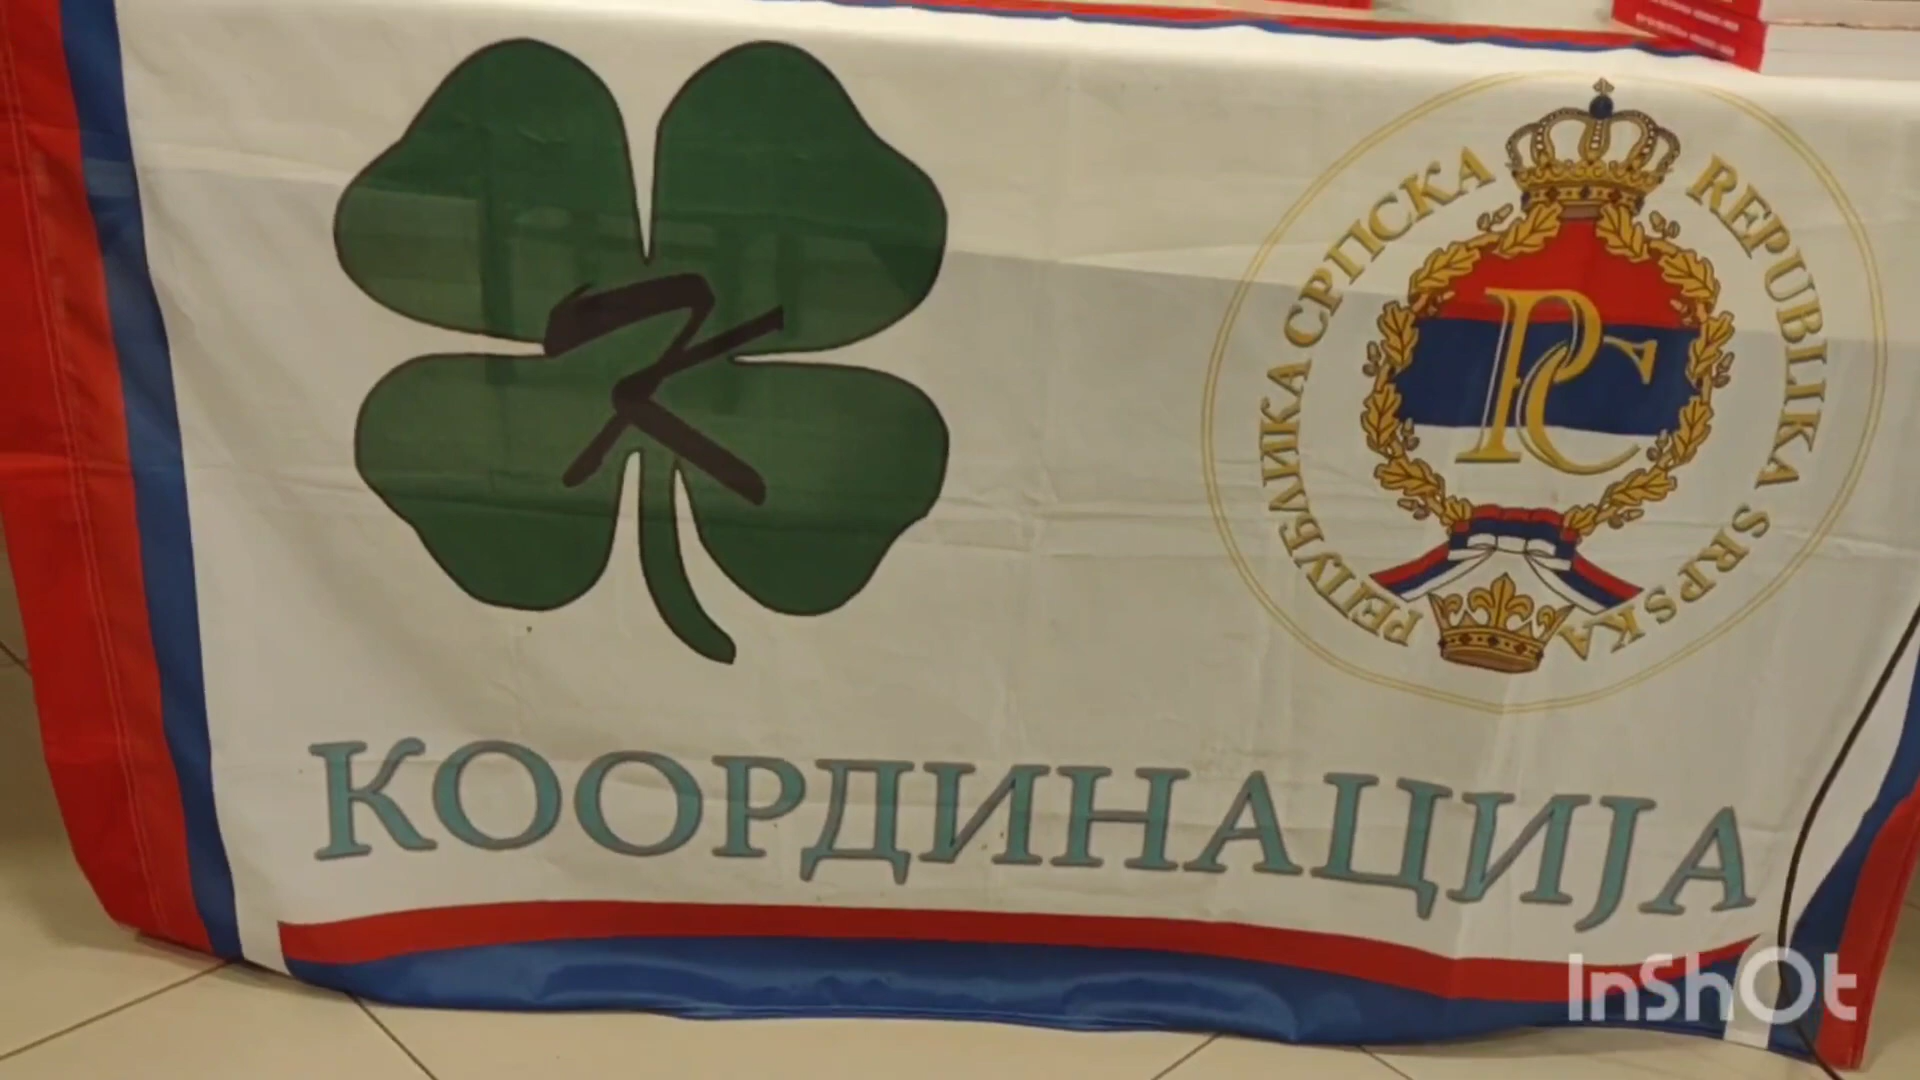 К
РЕПУБЛИКА СРПСКА
REPUBLIKA SRPSKA
РС
КООРДИНАЦИЈА
InShOt